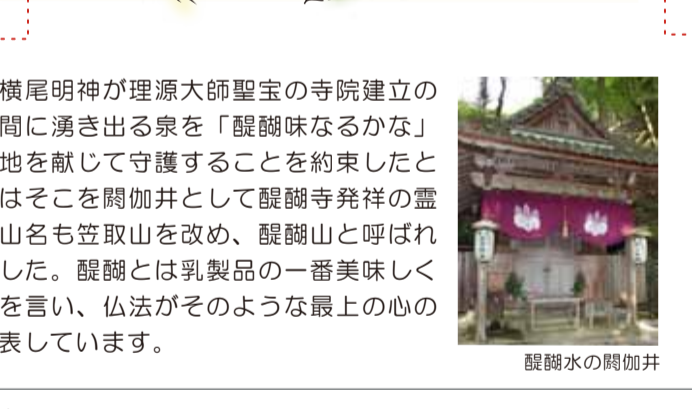 横尾明神が理源大師聖宝の寺院建立の
間に湧き出る泉を「醍醐味なるかな」
地を献じて守護することを約束したと
はそこを閼伽井として醍醐寺発祥の霊
山名も笠取山を改め、醍醐山と呼ばれ
した。醍醐とは乳製品の一番美味しく
を言い、仏法がそのような最上の心の
表しています。
醍醐水の閼伽井